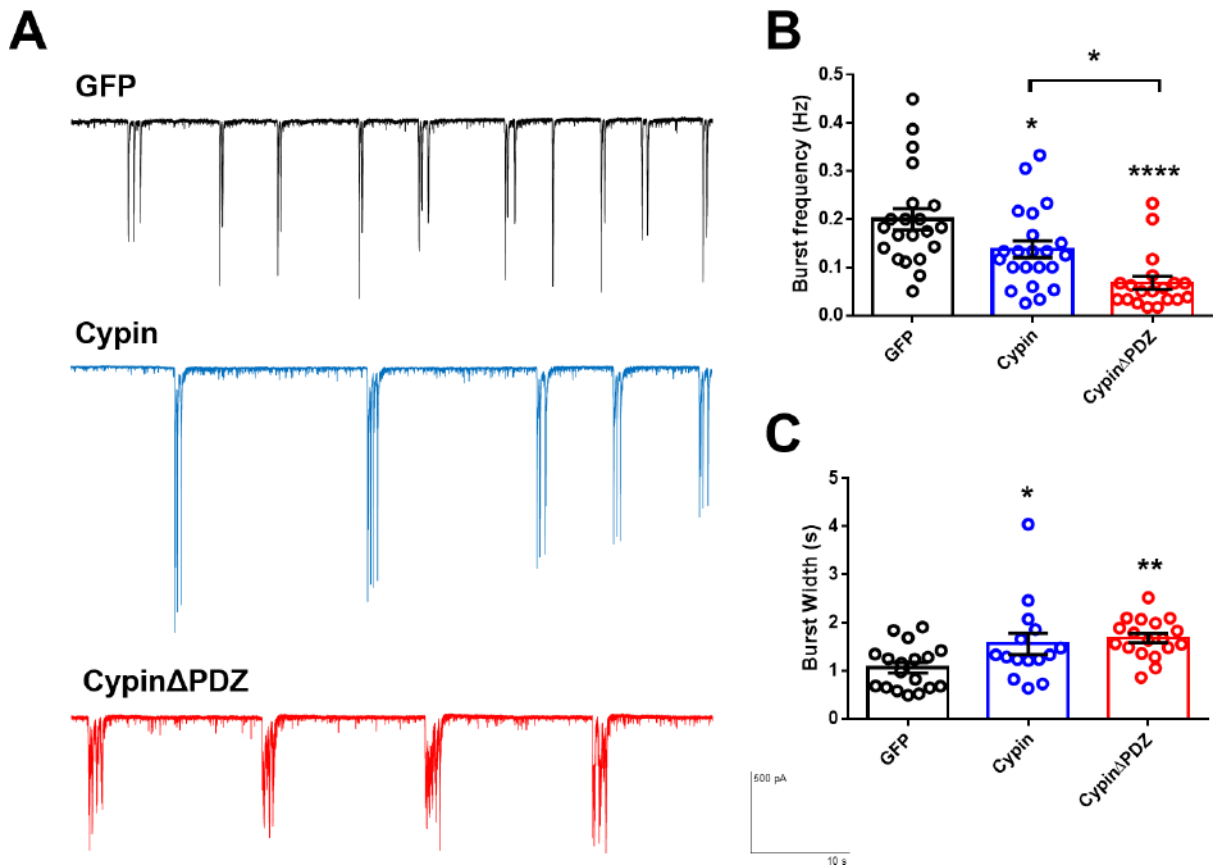 A
GFP
Cypin
CypinΔPDZ
500 pA
10 s
B
*
*
****
Burst frequency (Hz)
0.5
0.4
0.3
0.2
0.1
0.0
GFP
Cypin
CypinΔPDZ
C
*
**
Burst Width (s)
5
4
3
2
1
0
GFP
Cypin
CypinΔPDZ